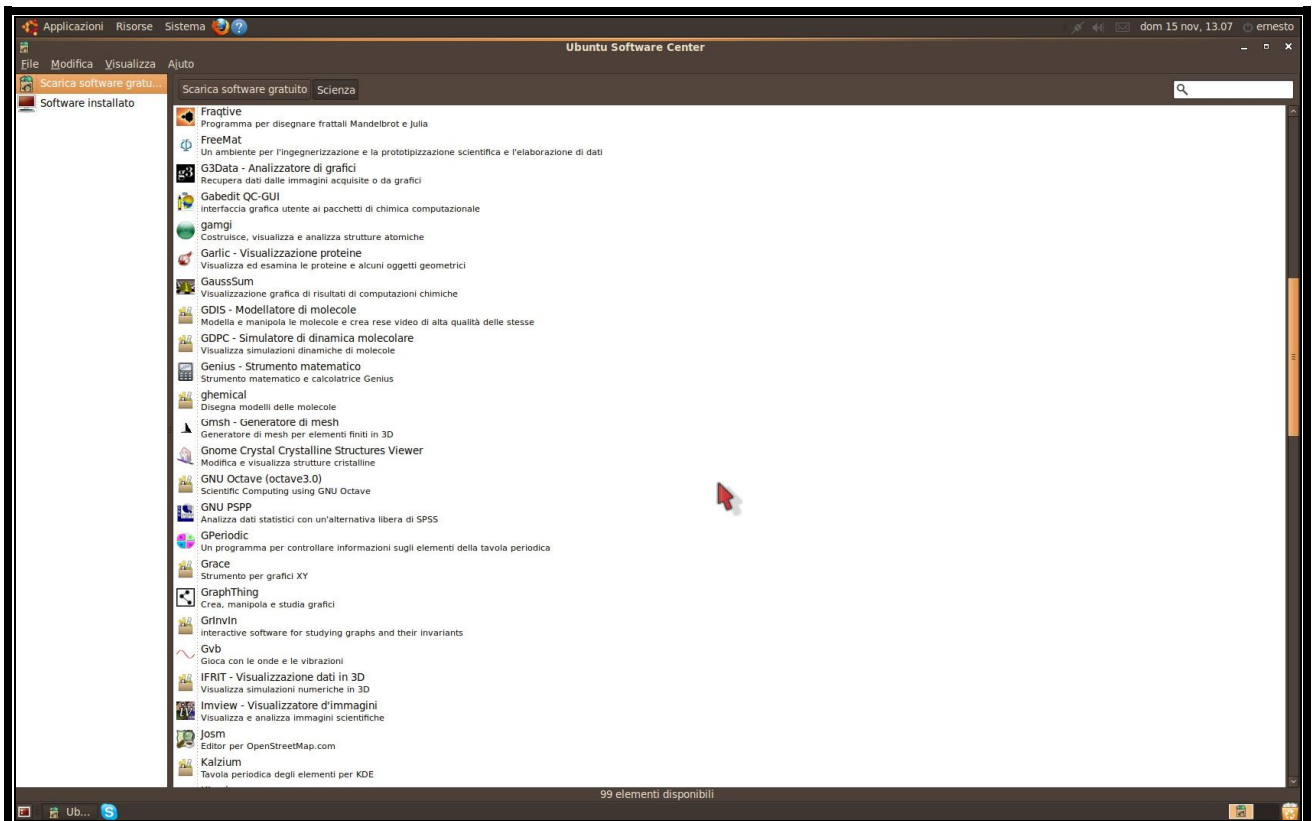 Applicazioni Risorse Sistema
dom 15 nov, 13.07 ernesto
Ubuntu Software Center
File Modifica Visualizza Aiuto
Scarica software gratu...
Software installato
Scarica software gratuito Scienza
Fraqtive
Programma per disegnare frattali Mandelbrot e Julia
FreeMat
Un ambiente per l'ingegnerizzazione e la prototipizzazione scientifica e l'elaborazione di dati
g3
G3Data - Analizzatore di grafici
Recupera dati dalle immagini acquisite o da grafici
Gabedit QC-GUI
interfaccia grafica utente ai pacchetti di chimica computazionale
gamgi
Costruisce, visualizza e analizza strutture atomiche
Garlic - Visualizzazione proteine
Visualizza ed esamina le proteine e alcuni oggetti geometrici
GaussSum
Visualizzazione grafica di risultati di computazioni chimiche
GDIS - Modellatore di molecole
Modella e manipola le molecole e crea rese video di alta qualità delle stesse
GDPC - Simulatore di dinamica molecolare
Visualizza simulazioni dinamiche di molecole
Genius - Strumento matematico
Strumento matematico e calcolatrice Genius
ghemical
Disegna modelli delle molecole
Gmsh - Generatore di mesh
Generatore di mesh per elementi finiti in 3D
Gnome Crystal Crystalline Structures Viewer
Modifica e visualizza strutture cristalline
GNU Octave (octave3.0)
Scientific Computing using GNU Octave
GNU PSPP
Analizza dati statistici con un'alternativa libera di SPSS
GPeriodic
Un programma per controllare informazioni sugli elementi della tavola periodica
Grace
Strumento per grafici XY
GraphThing
Crea, manipola e studia grafici
GrInvIn
interactive software for studying graphs and their invariants
Gvb
Gioca con le onde e le vibrazioni
IFRIT - Visualizzazione dati in 3D
Visualizza simulazioni numeriche in 3D
Imview - Visualizzatore d'immagini
Visualizza e analizza immagini scientifiche
Josm
Editor per OpenStreetMap.com
Kalzium
Tavola periodica degli elementi per KDE
99 elementi disponibili
Ub...